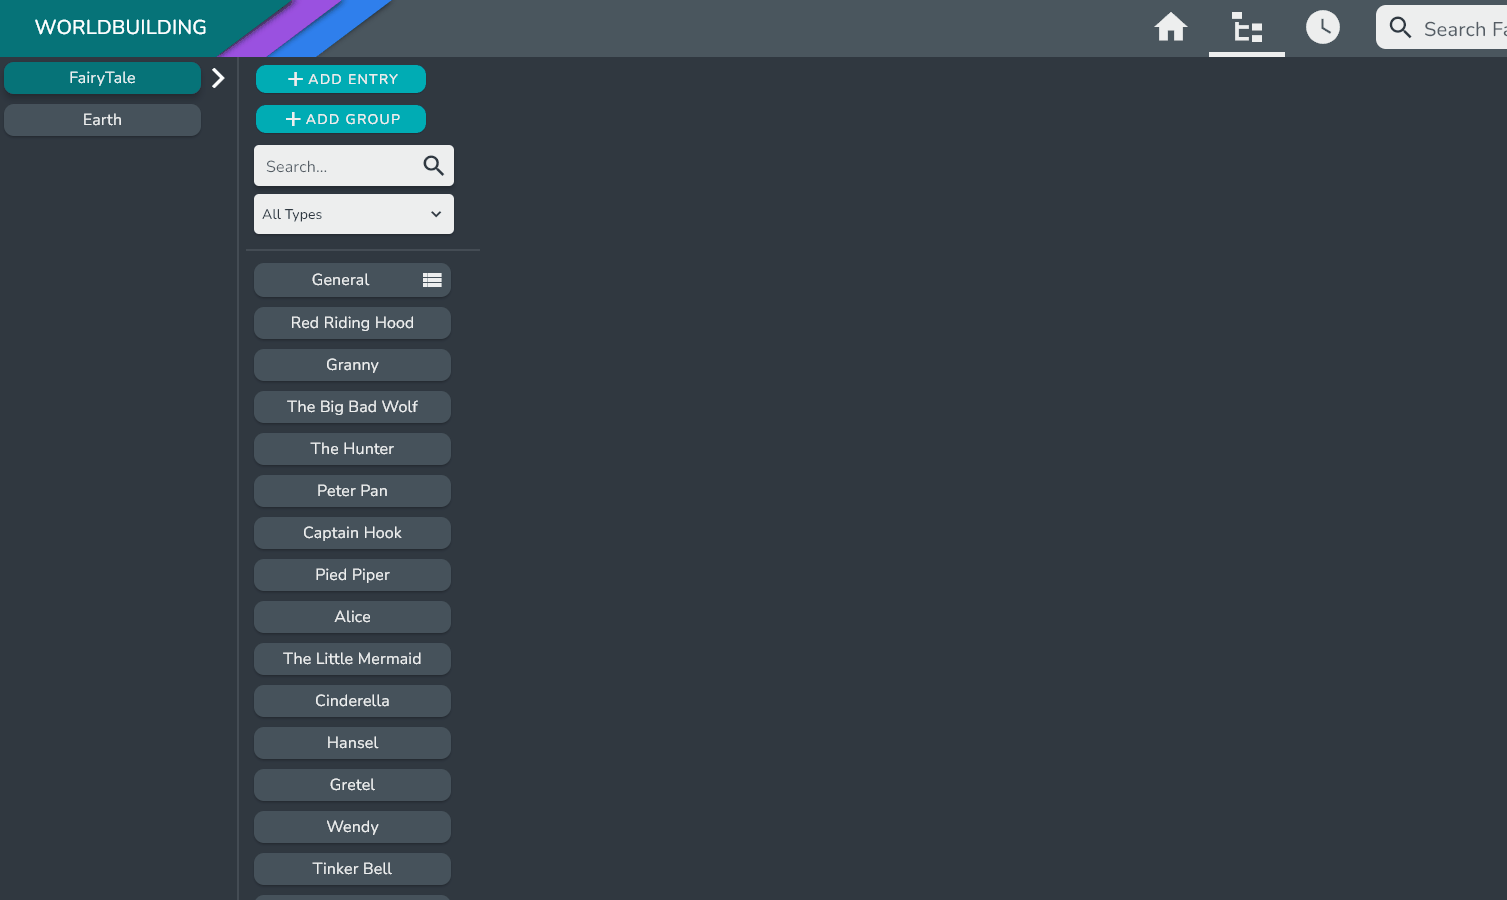 WORLDBUILDING
Search Fa
FairyTale
Earth
ADD ENTRY
ADD GROUP
Search...
All Types
General
Red Riding Hood
Granny
The Big Bad Wolf
The Hunter
Peter Pan
Captain Hook
Pied Piper
Alice
The Little Mermaid
Cinderella
Hansel
Gretel
Wendy
Tinker Bell